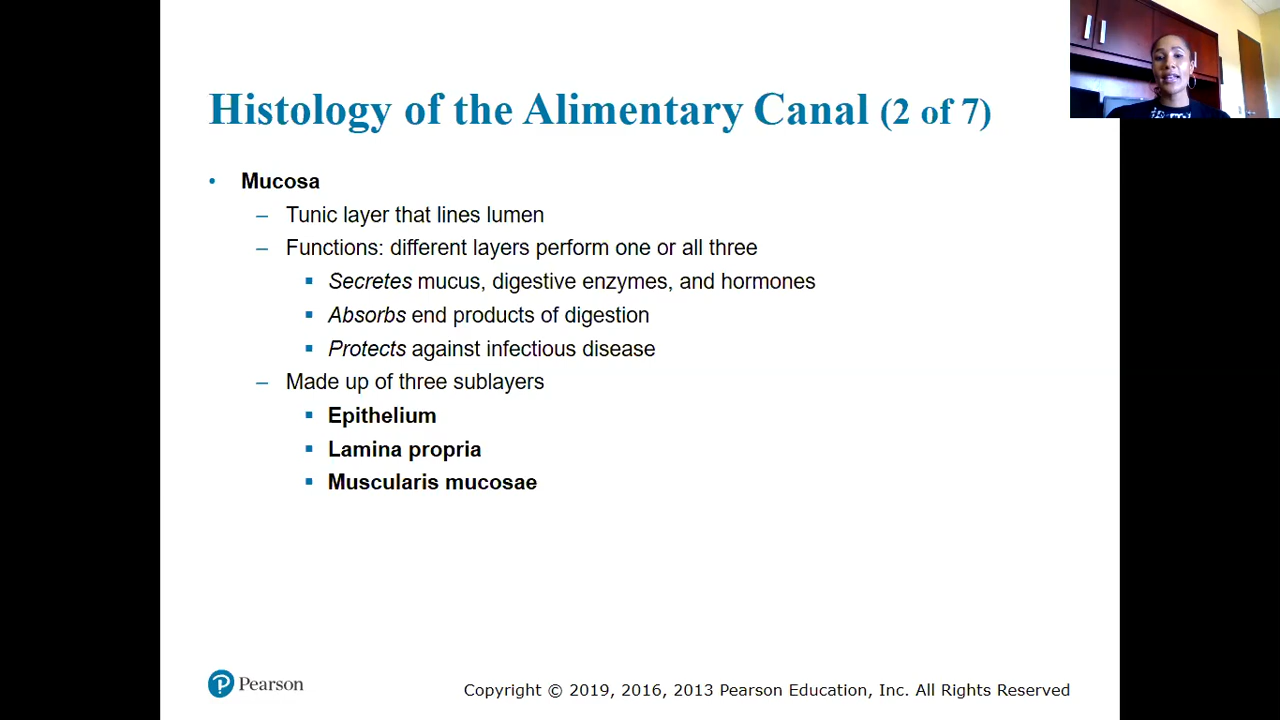 Histology of the Alimentary Canal (2 of 7)
• Mucosa
– Tunic layer that lines lumen
– Functions: different layers perform one or all three
▪ Secretes mucus, digestive enzymes, and hormones
▪ Absorbs end products of digestion
▪ Protects against infectious disease
– Made up of three sublayers
▪ Epithelium
▪ Lamina propria
▪ Muscularis mucosae
Pearson
Copyright © 2019, 2016, 2013 Pearson Education, Inc. All Rights Reserved